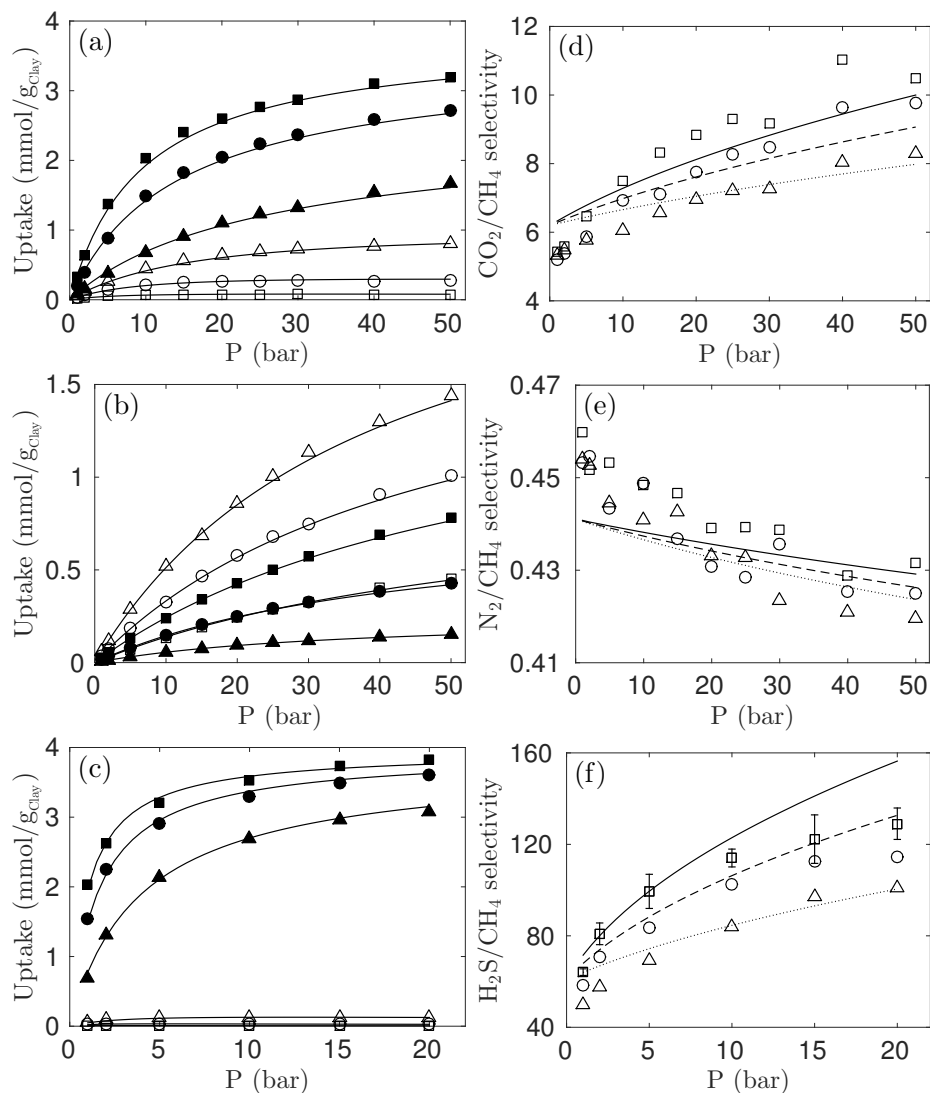 (a)
Uptake (mmol/g_Clay)
4
3
2
1
0
0 10 20 30 40 50
P (bar)
(d)
CO₂/CH₄ selectivity
12
10
8
6
4
0 10 20 30 40 50
P (bar)
(b)
Uptake (mmol/g_Clay)
1.5
1
0.5
0
0 10 20 30 40 50
P (bar)
(e)
N₂/CH₄ selectivity
0.47
0.45
0.43
0.41
0 10 20 30 40 50
P (bar)
(c)
Uptake (mmol/g_Clay)
4
3
2
1
0
0 5 10 15 20
P (bar)
(f)
H₂S/CH₄ selectivity
160
120
80
40
0 5 10 15 20
P (bar)